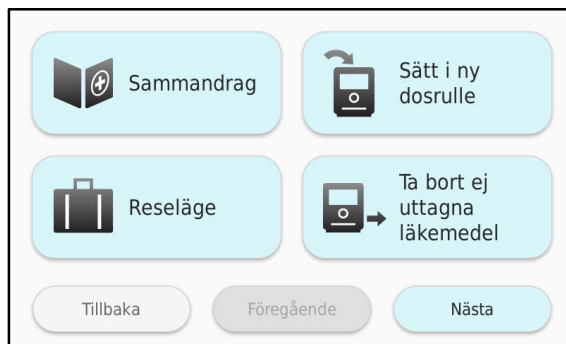 Sammandrag
Sätt i ny
dosrulle
Reseläge
Ta bort ej
uttagna
läkemedel
Tillbaka
Föregående
Nästa